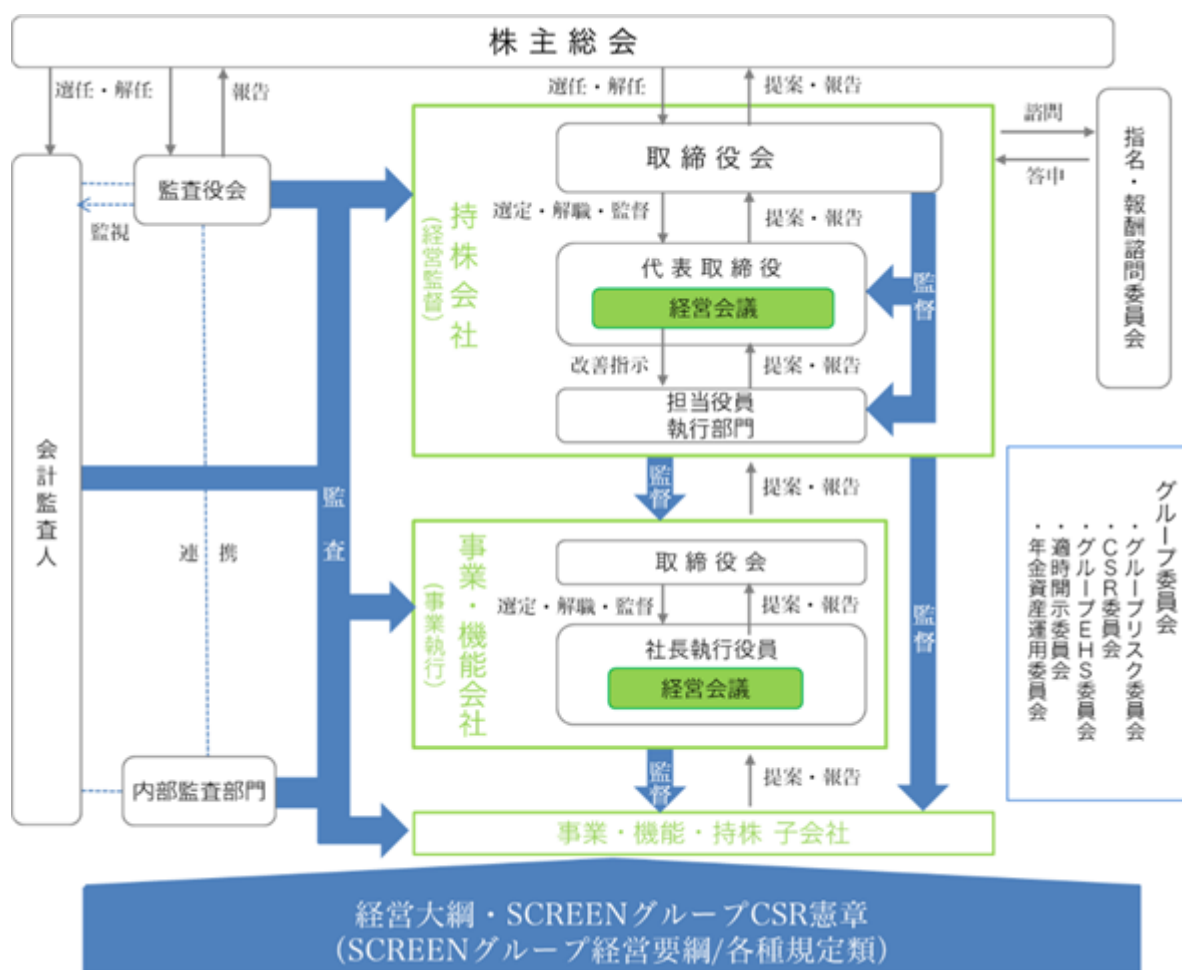 株主総会
選任・解任
報告
選任・解任
提案・報告
諮問
答申
指名・報酬諮問委員会
監査役会
監視
取締役会
持株会社
(経営監督)
選定・解職・監督
提案・報告
代表取締役
経営会議
監督
改善指示
提案・報告
担当役員
執行部門
会計監査人
監査
連携
監督
提案・報告
監督
事業・機能会社
(事業執行)
取締役会
選定・解職・監督
提案・報告
社長執行役員
経営会議
グループ委員会
・グループリスク委員会
・CSR委員会
・グループEHS委員会
・適時開示委員会
・年金資産運用委員会
内部監査部門
監督
提案・報告
事業・機能・持株 子会社
経営大綱・SCREENグループCSR憲章
(SCREENグループ経営要綱/各種規定類)